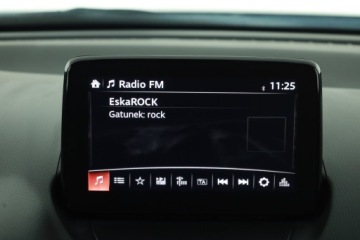 Radio FM 11:25
EskaROCK
Gatunek: rock
TA